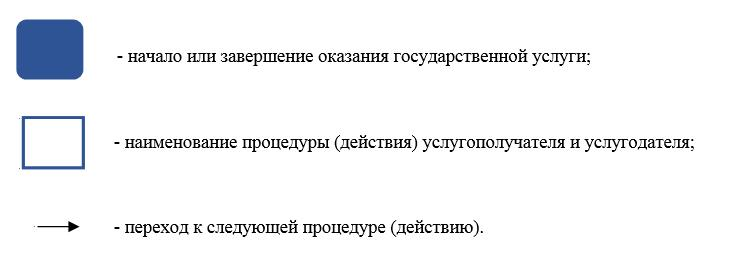 - начало или завершение оказания государственной услуги;
- наименование процедуры (действия) услугополучателя и услугодателя;
- переход к следующей процедуре (действию).